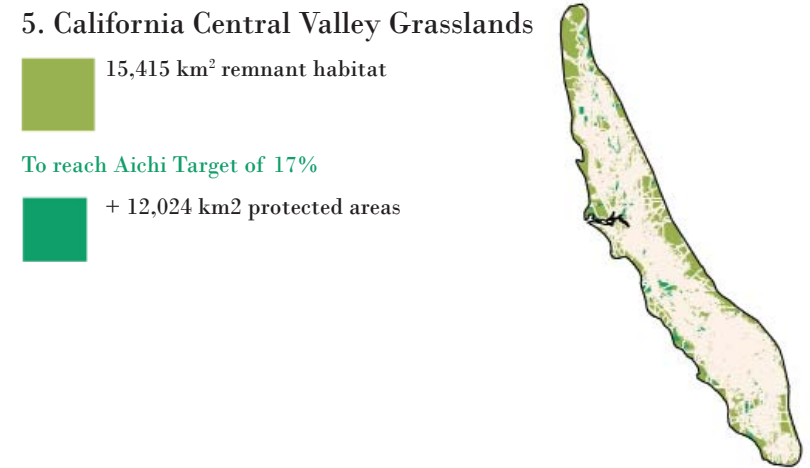 5. California Central Valley Grasslands
15,415 km² remnant habitat
To reach Aichi Target of 17%
+ 12,024 km2 protected areas